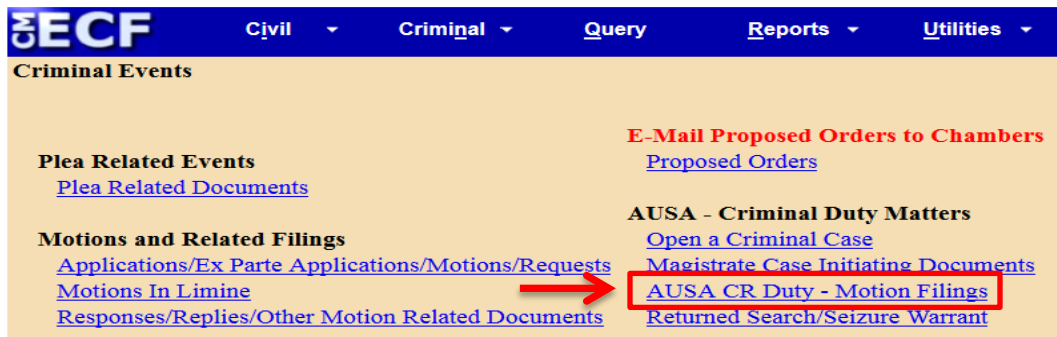 CM ECF Civil Criminal Query Reports Utilities
Criminal Events
Plea Related Events
Plea Related Documents
Motions and Related Filings
Applications/Ex Parte Applications/Motions/Requests
Motions In Limine
Responses/Replies/Other Motion Related Documents
E-Mail Proposed Orders to Chambers
Proposed Orders
AUSA - Criminal Duty Matters
Open a Criminal Case
Magistrate Case Initiating Documents
AUSA CR Duty - Motion Filings
Returned Search/Seizure Warrant